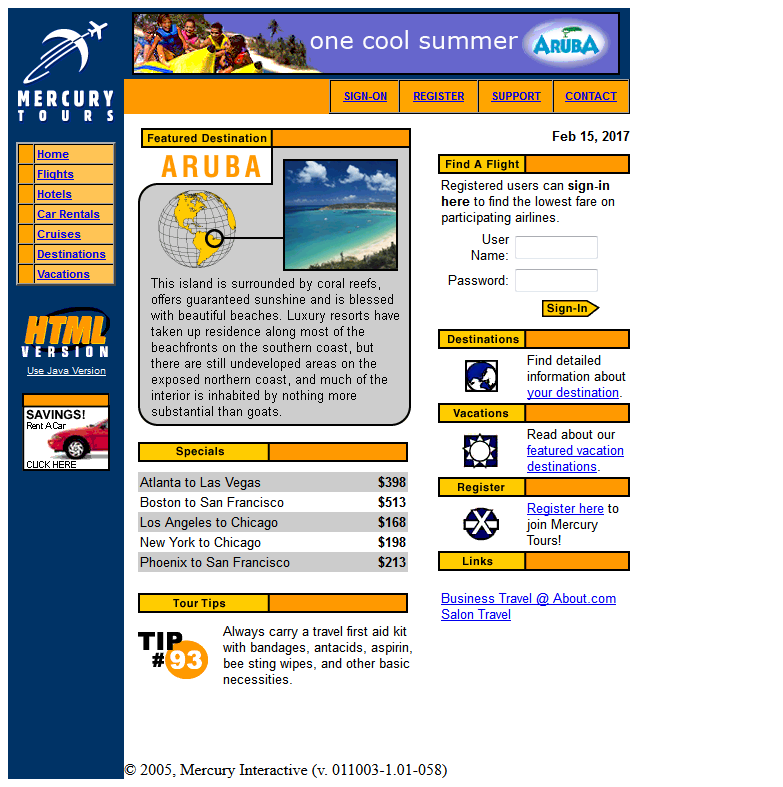 one cool summer ARUBA
MERCURY
TOURS
SIGN-ON REGISTER SUPPORT CONTACT
Home
Flights
Hotels
Car Rentals
Cruises
Destinations
Vacations
HTML
VERSION
Use Java Version
SAVINGS!
Rent A Car
CLICK HERE
Featured Destination
ARUBA
This island is surrounded by coral reefs,
offers guaranteed sunshine and is blessed
with beautiful beaches. Luxury resorts have
taken up residence along most of the
beachfronts on the southern coast, but
there are still undeveloped areas on the
exposed northern coast, and much of the
interior is inhabited by nothing more
substantial than goats.
Specials
Atlanta to Las Vegas $398
Boston to San Francisco $513
Los Angeles to Chicago $168
New York to Chicago $198
Phoenix to San Francisco $213
Tour Tips
TIP
#93
Always carry a travel first aid kit
with bandages, antacids, aspirin,
bee sting wipes, and other basic
necessities.
Feb 15, 2017
Find A Flight
Registered users can sign-in
here to find the lowest fare on
participating airlines.
User
Name:
Password:
Sign-In
Destinations
Find detailed
information about
your destination.
Vacations
Read about our
featured vacation
destinations.
Register
Register here to
join Mercury
Tours!
Links
Business Travel @ About.com
Salon Travel
© 2005, Mercury Interactive (v. 011003-1.01-058)